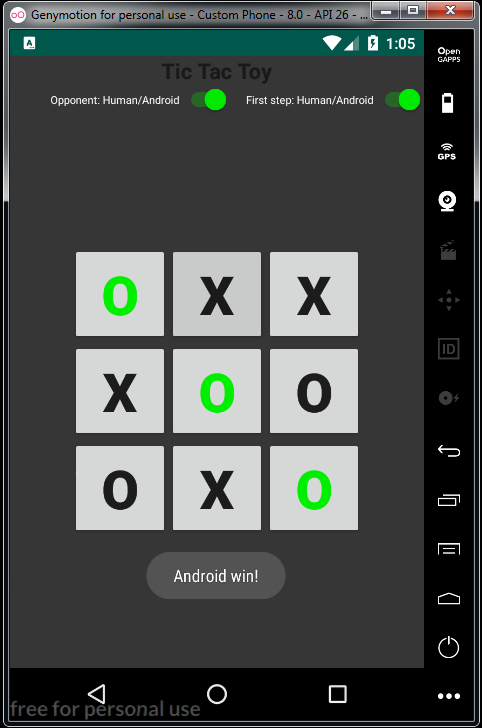 Genymotion for personal use - Custom Phone - 8.0 - API 26 - ...
A 1:05
Open
GAPPS
Tic Tac Toy
Opponent: Human/Android First step: Human/Android
GPS
O X X
ID
X O O
O X O
Android win!
free for personal use